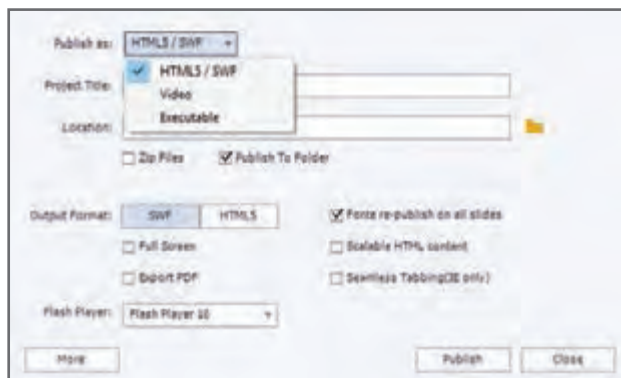 Publish as: HTML5 / SWF
HTML5 / SWF
Project Title:
Video
Executable
Location:
Zip Files Publish To Folder
Output Format: SWF HTML5 Force re-publish on all slides
Full Screen Scalable HTML content
Export PDF Seamless Tabbing(IE only)
Flash Player: Flash Player 10
More Publish Close